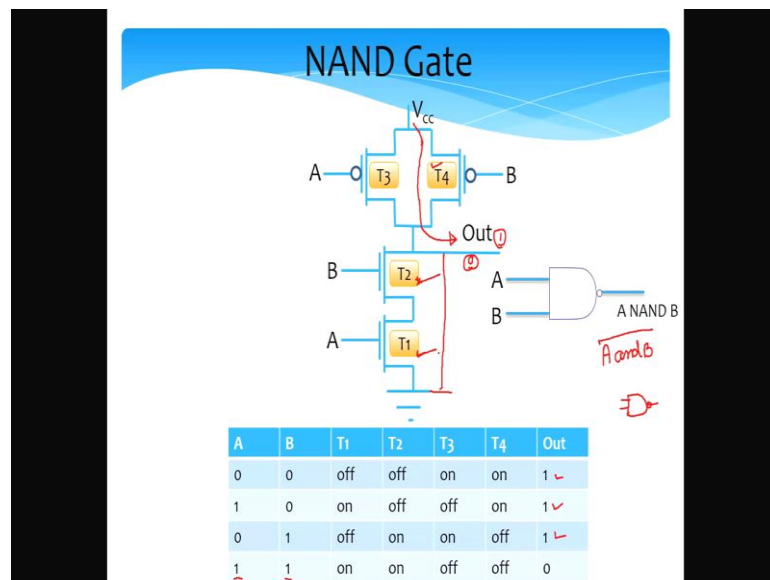 NAND Gate
Vcc
A T3 T4 B
Out 1
0
B T2
A
A T1
B
A NAND B
A and B
A B T1 T2 T3 T4 Out
0 0 off off on on 1
1 0 on off off on 1
0 1 off on on off 1
1 1 on on off off 0